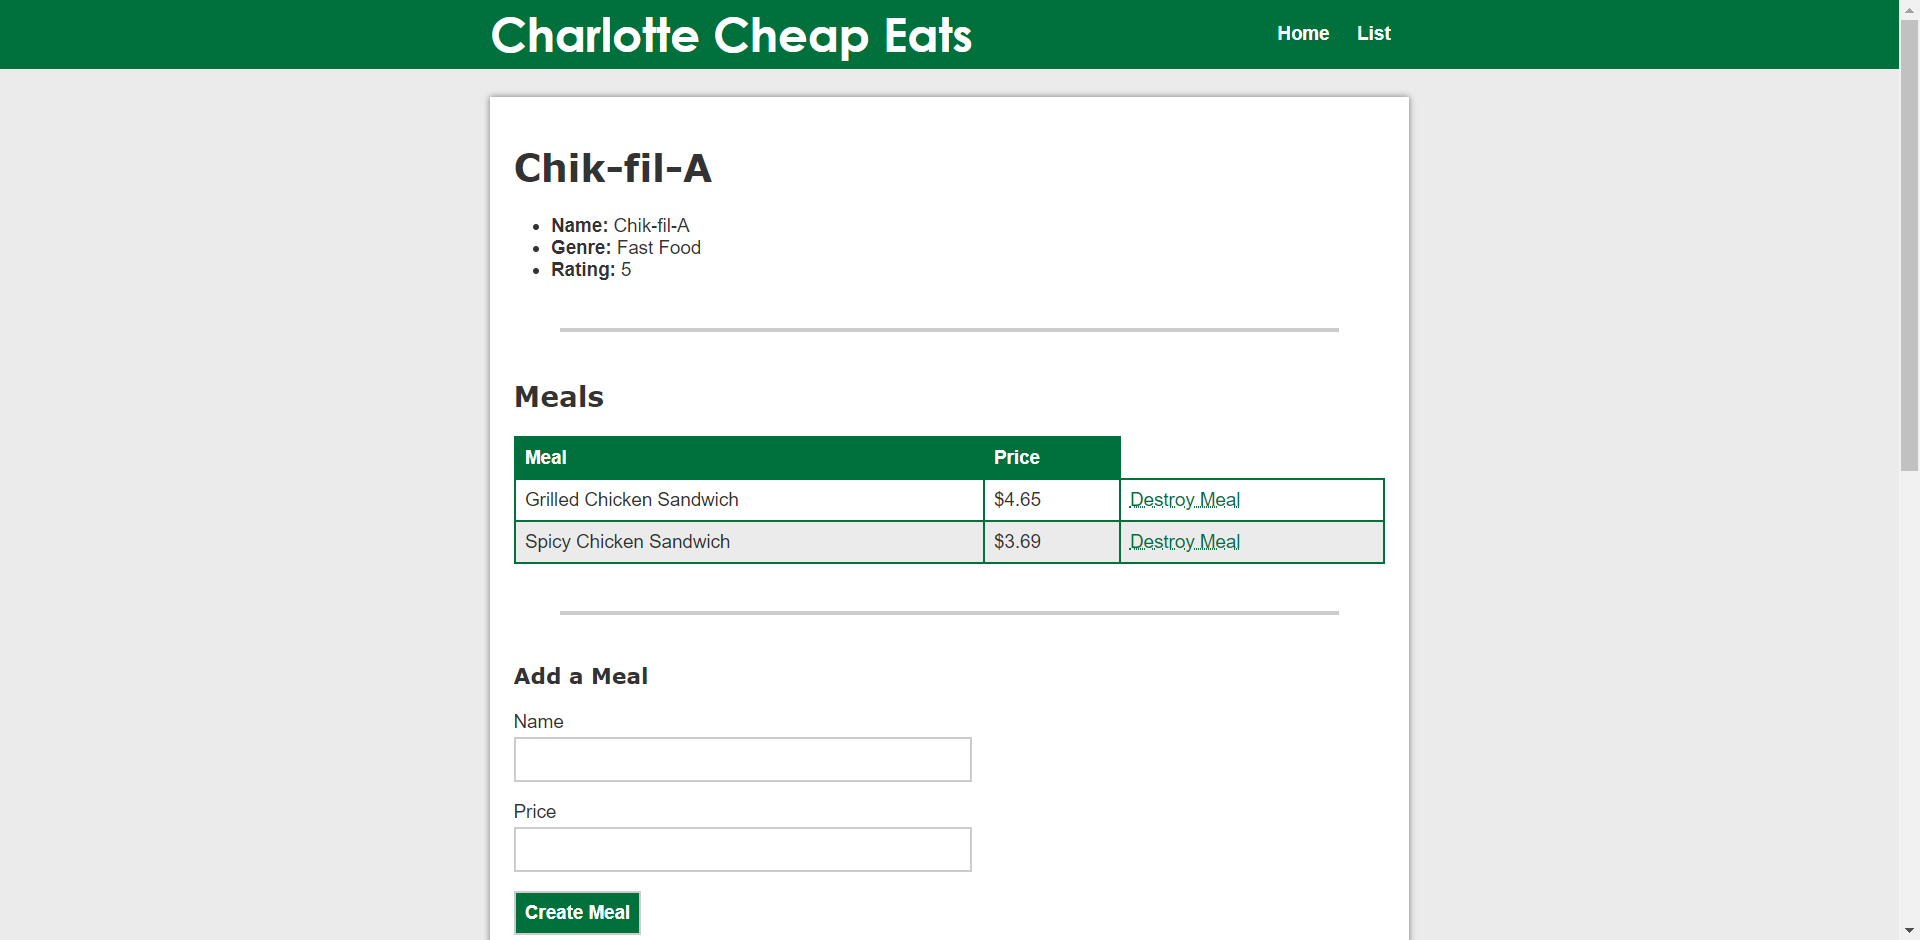 Charlotte Cheap Eats Home List
Chik-fil-A
Name: Chik-fil-A
Genre: Fast Food
Rating: 5
Meals
Meal Price
Grilled Chicken Sandwich $4.65 Destroy Meal
Spicy Chicken Sandwich $3.69 Destroy Meal
Add a Meal
Name
Price
Create Meal